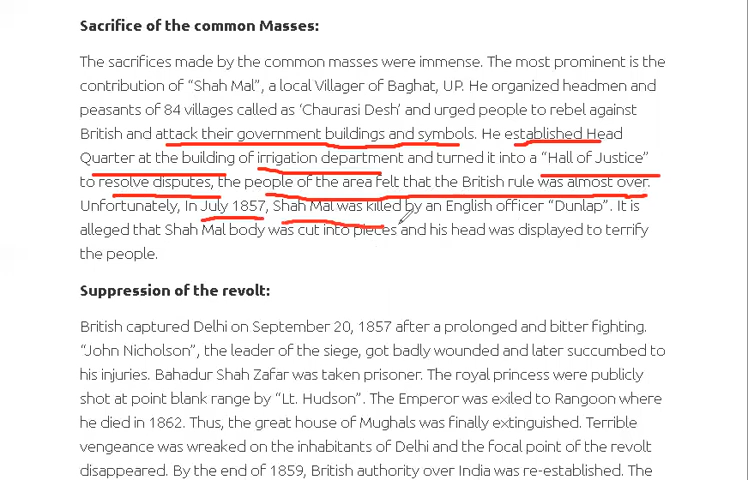 Sacrifice of the common Masses:
The sacrifices made by the common masses were immense. The most prominent is the
contribution of “Shah Mal”, a local Villager of Baghat, UP. He organized headmen and
peasants of 84 villages called as ‘Chaurasi Desh’ and urged people to rebel against
British and attack their government buildings and symbols. He established Head
Quarter at the building of irrigation department and turned it into a “Hall of Justice”
to resolve disputes, the people of the area felt that the British rule was almost over.
Unfortunately, In July 1857, Shah Mal was killed by an English officer “Dunlap”. It is
alleged that Shah Mal body was cut into pieces and his head was displayed to terrify
the people.
Suppression of the revolt:
British captured Delhi on September 20, 1857 after a prolonged and bitter fighting.
“John Nicholson”, the leader of the siege, got badly wounded and later succumbed to
his injuries. Bahadur Shah Zafar was taken prisoner. The royal princess were publicly
shot at point blank range by “Lt. Hudson”. The Emperor was exiled to Rangoon where
he died in 1862. Thus, the great house of Mughals was finally extinguished. Terrible
vengeance was wreaked on the inhabitants of Delhi and the focal point of the revolt
disappeared. By the end of 1859, British authority over India was re-established. The